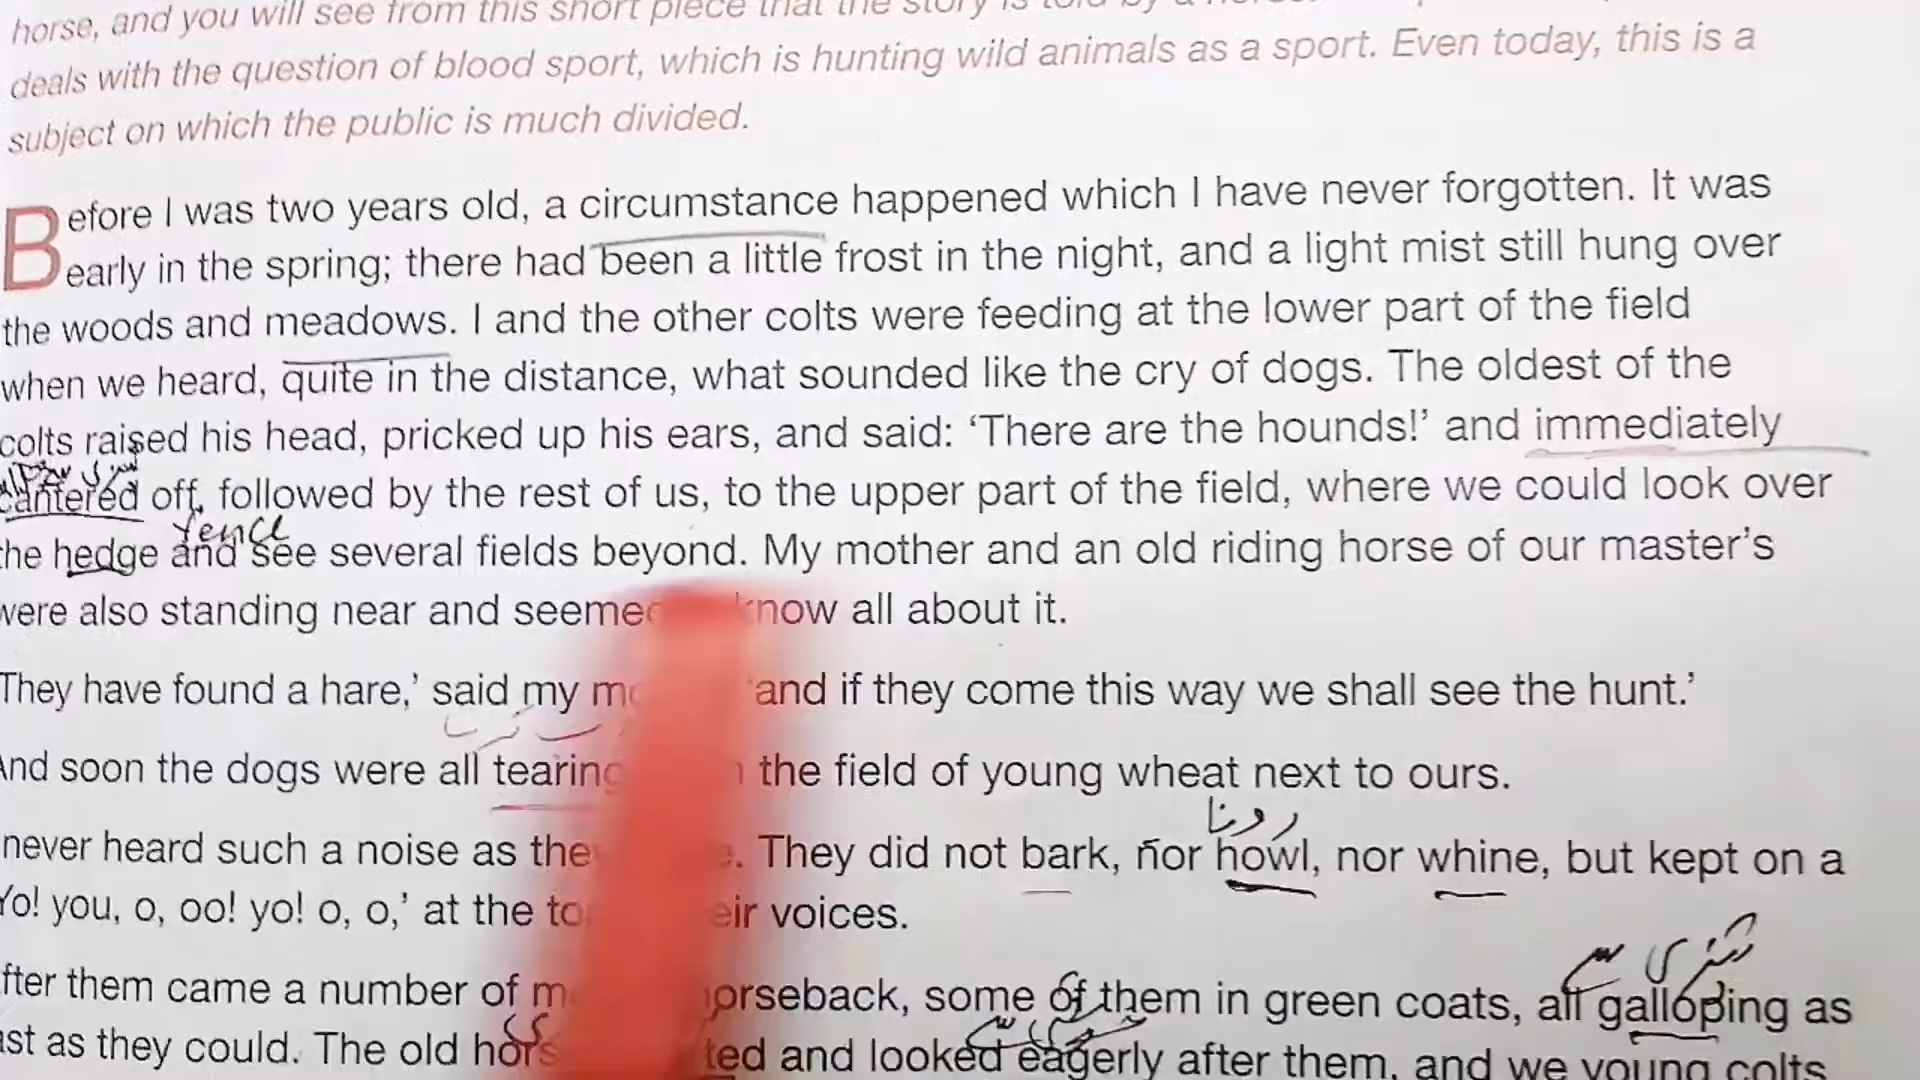 horse, and you will see from this short piece that the story is told by a
deals with the question of blood sport, which is hunting wild animals as a sport. Even today, this is a
subject on which the public is much divided.
Before I was two years old, a circumstance happened which I have never forgotten. It was
early in the spring; there had been a little frost in the night, and a light mist still hung over
the woods and meadows. I and the other colts were feeding at the lower part of the field
when we heard, quite in the distance, what sounded like the cry of dogs. The oldest of the
colts raised his head, pricked up his ears, and said: ‘There are the hounds!’ and immediately
cantered off, followed by the rest of us, to the upper part of the field, where we could look over
fence
he hedge and see several fields beyond. My mother and an old riding horse of our master’s
were also standing near and seemed know all about it.
They have found a hare,’ said my ‘and if they come this way we shall see the hunt.’
And soon the dogs were all tearing the field of young wheat next to ours.
رونا
never heard such a noise as they. They did not bark, nor howl, nor whine, but kept on a
Yo! you, o, oo! yo! o, o,’ at the their voices.
تیزی سے
fter them came a number of horseback, some of them in green coats, all galloping as
ast as they could. The old and looked eagerly after them, and we young colts